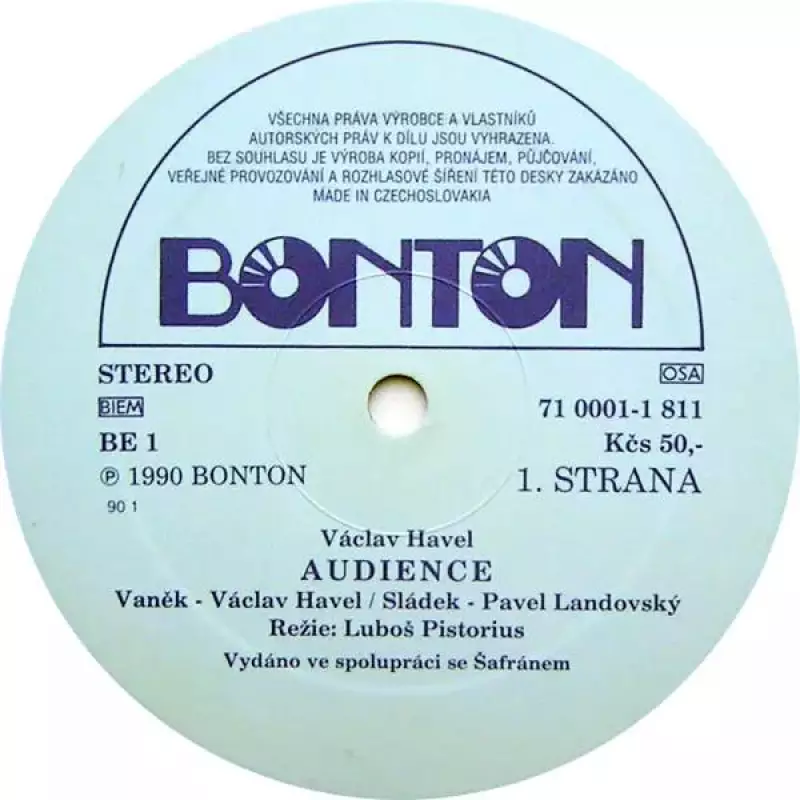 VŠECHNA PRÁVA VÝROBCE A VLASTNÍKŮ
AUTORSKÝCH PRÁV K DÍLU JSOU VYHRAZENA.
BEZ SOUHLASU JE VÝROBA KOPIÍ, PRONÁJEM, PŮJČOVÁNÍ,
VEŘEJNÉ PROVOZOVÁNÍ A ROZHLASOVÉ ŠÍŘENÍ TÉTO DESKY ZAKÁZÁNO
MADE IN CZECHOSLOVAKIA
BONTON
STEREO OSA
BIEM 71 0001-1 811
BE 1 Kčs 50,-
℗ 1990 BONTON 1. STRANA
90 1
Václav Havel
AUDIENCE
Vaněk - Václav Havel / Sládek - Pavel Landovský
Režie: Luboš Pistorius
Vydáno ve spolupráci se Šafránem